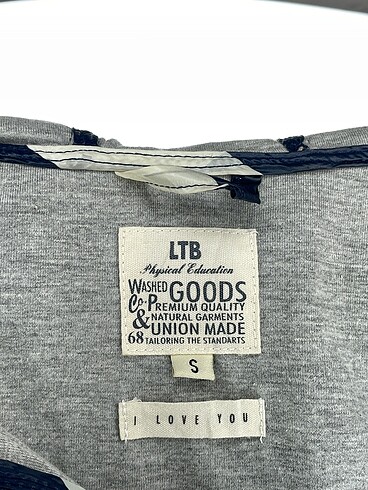 LTB
Physical Education
WASHED GOODS
Co-PREMIUM QUALITY
& NATURAL GARMENTS
UNION MADE
68 TAILORING THE STANDARTS
S
I LOVE YOU